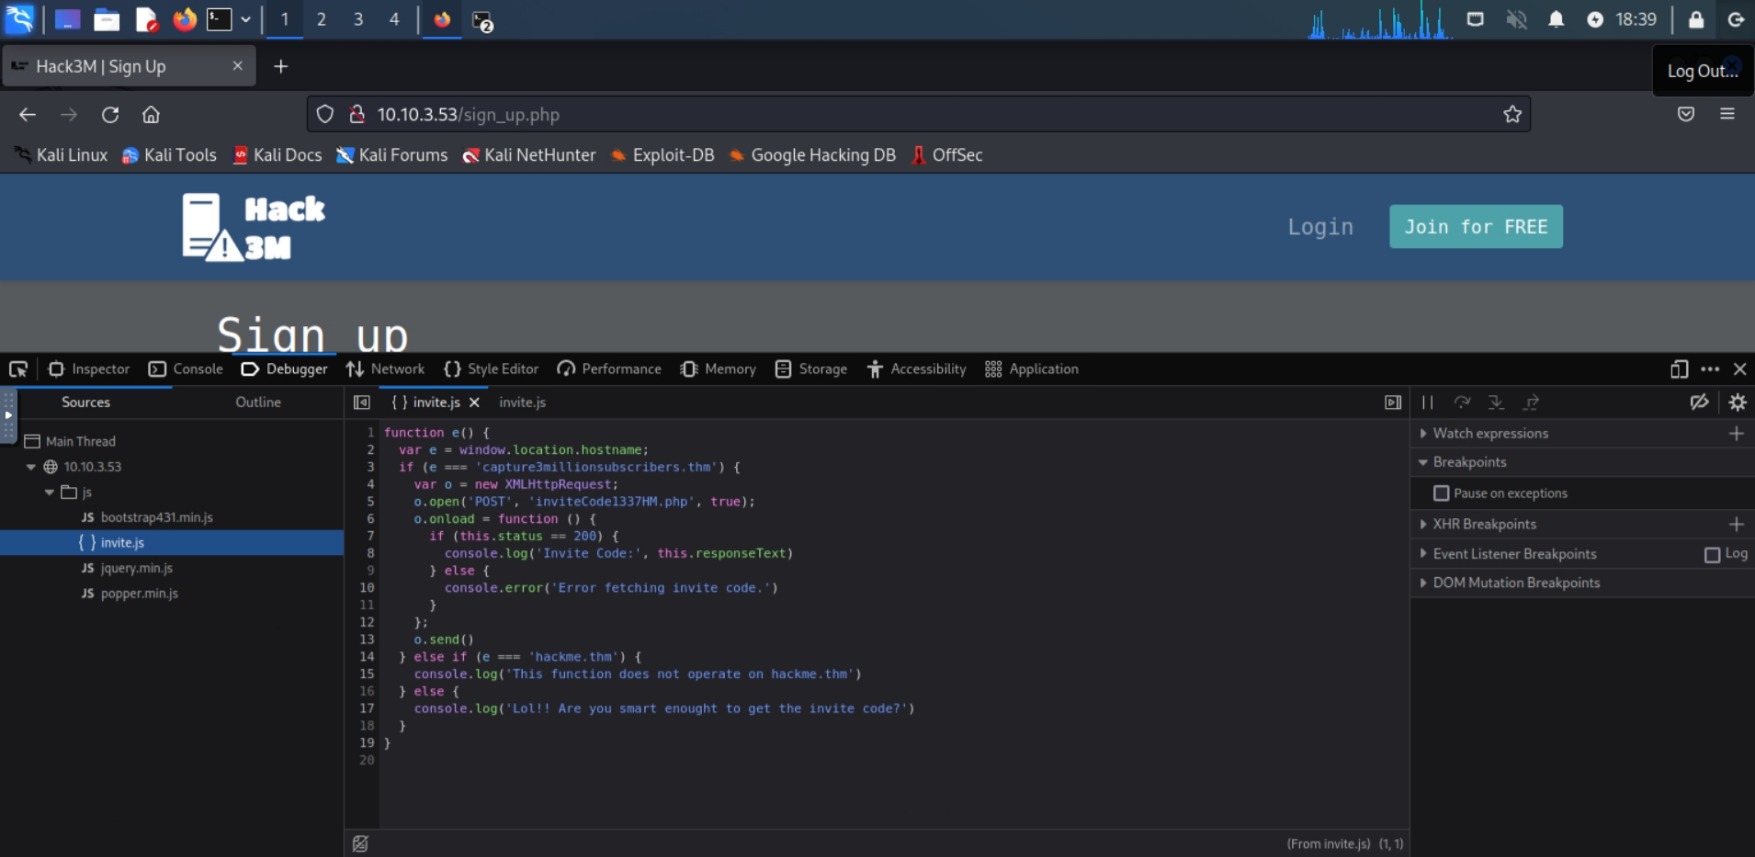 1 2 3 4 2 18:39
Hack3M | Sign Up
Log Out...
10.10.3.53/sign_up.php
Kali Linux Kali Tools Kali Docs Kali Forums Kali NetHunter Exploit-DB Google Hacking DB OffSec
Hack
3M
Login Join for FREE
Sign up
Inspector Console Debugger Network Style Editor Performance Memory Storage Accessibility Application
Sources Outline { } invite.js invite.js
Main Thread
10.10.3.53
js
JS bootstrap431.min.js
{ } invite.js
JS jquery.min.js
JS popper.min.js
1 function e() {
2 var e = window.location.hostname;
3 if (e === 'capture3millionsubscribers.thm') {
4 var o = new XMLHttpRequest;
5 o.open('POST', 'inviteCode1337HM.php', true);
6 o.onload = function () {
7 if (this.status == 200) {
8 console.log('Invite Code:', this.responseText)
9 } else {
10 console.error('Error fetching invite code.')
11 }
12 };
13 o.send()
14 } else if (e === 'hackme.thm') {
15 console.log('This function does not operate on hackme.thm')
16 } else {
17 console.log('Lol!! Are you smart enought to get the invite code?')
18 }
19 }
20
Watch expressions
Breakpoints
Pause on exceptions
XHR Breakpoints
Event Listener Breakpoints Log
DOM Mutation Breakpoints
(From invite.js) (1, 1)